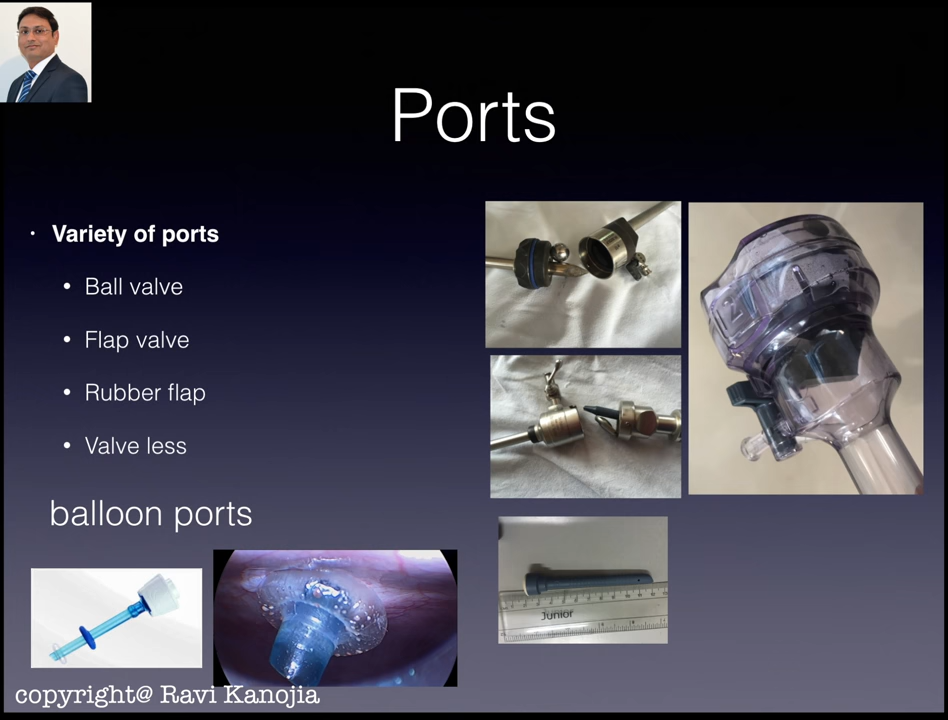 Ports
Variety of ports
Ball valve
Flap valve
Rubber flap
Valve less
balloon ports
Junior
copyright@ Ravi Kanojia